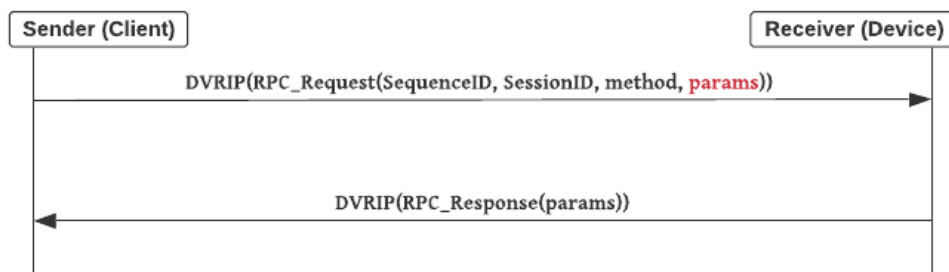 Sender (Client)
Receiver (Device)
DVRIP(RPC_Request(SequenceID, SessionID, method, params))
DVRIP(RPC_Response(params))